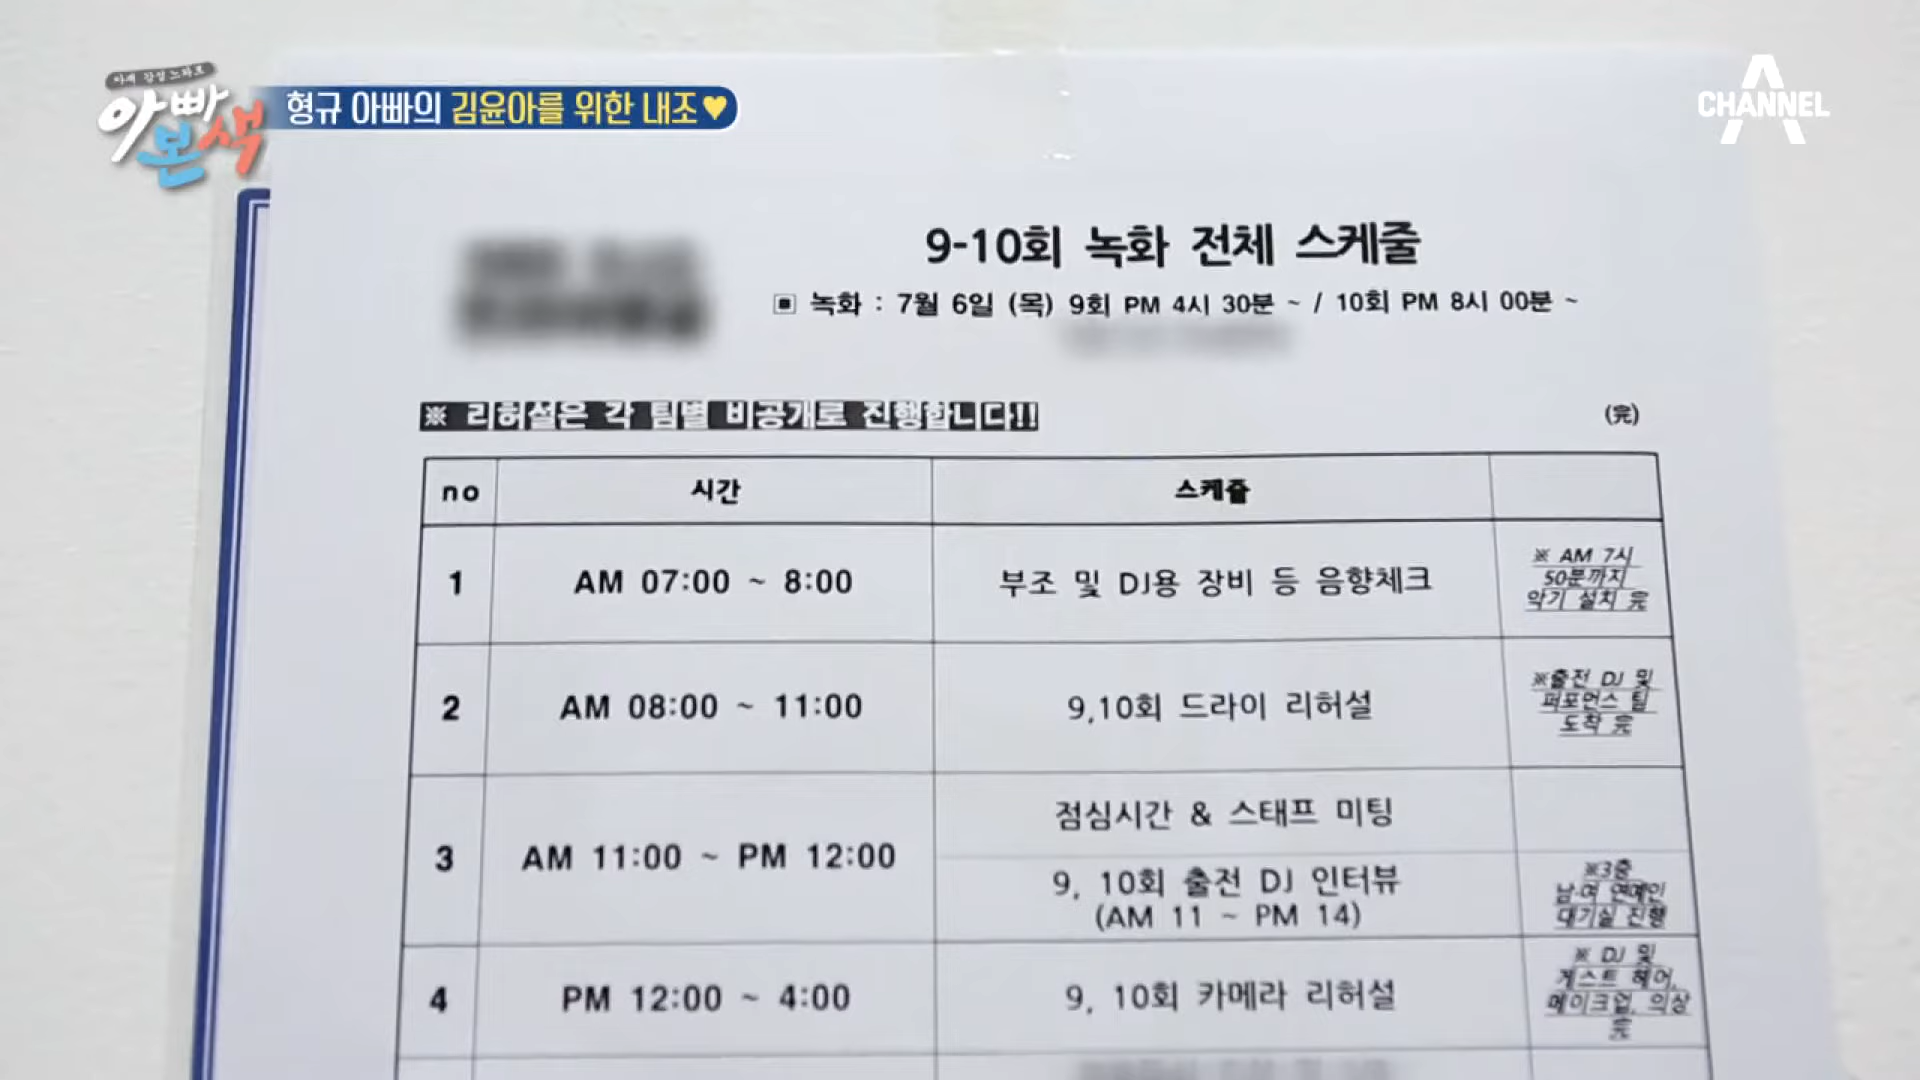 아재 감성 느와르
아빠
본색
형규 아빠의 김윤아를 위한 내조♥
CHANNEL A
9-10회 녹화 전체 스케줄
▣ 녹화 : 7월 6일 (목) 9회 PM 4시 30분 ~ / 10회 PM 8시 00분 ~
※ 리허설은 각 팀별 비공개로 진행합니다!!
(完)
no 시간 스케줄
1 AM 07:00 ~ 8:00 부조 및 DJ용 장비 등 음향체크
※ AM 7시
50분까지
악기 설치 完
2 AM 08:00 ~ 11:00 9,10회 드라이 리허설
※출전 DJ 및
퍼포먼스 팀
도착 完
3 AM 11:00 ~ PM 12:00
점심시간 & 스태프 미팅
9, 10회 출전 DJ 인터뷰
(AM 11 ~ PM 14)
※3층
남·여 연예인
대기실 진행
4 PM 12:00 ~ 4:00 9, 10회 카메라 리허설
※ DJ 및
게스트 헤어,
메이크업, 의상
完